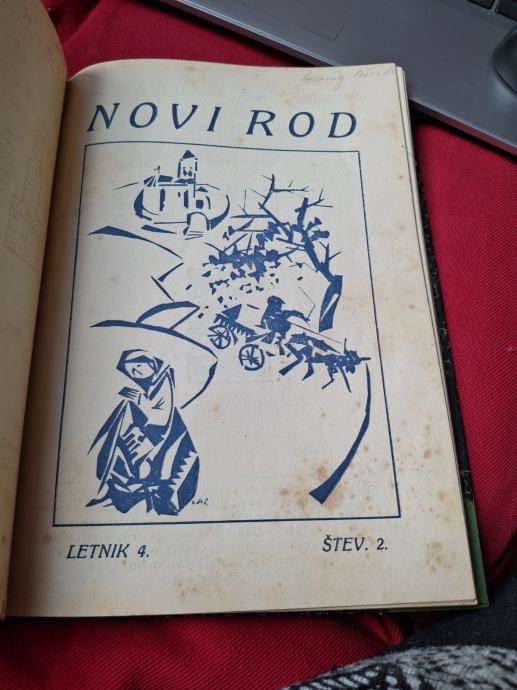 NOVI ROD
LETNIK 4.
ŠTEV. 2.